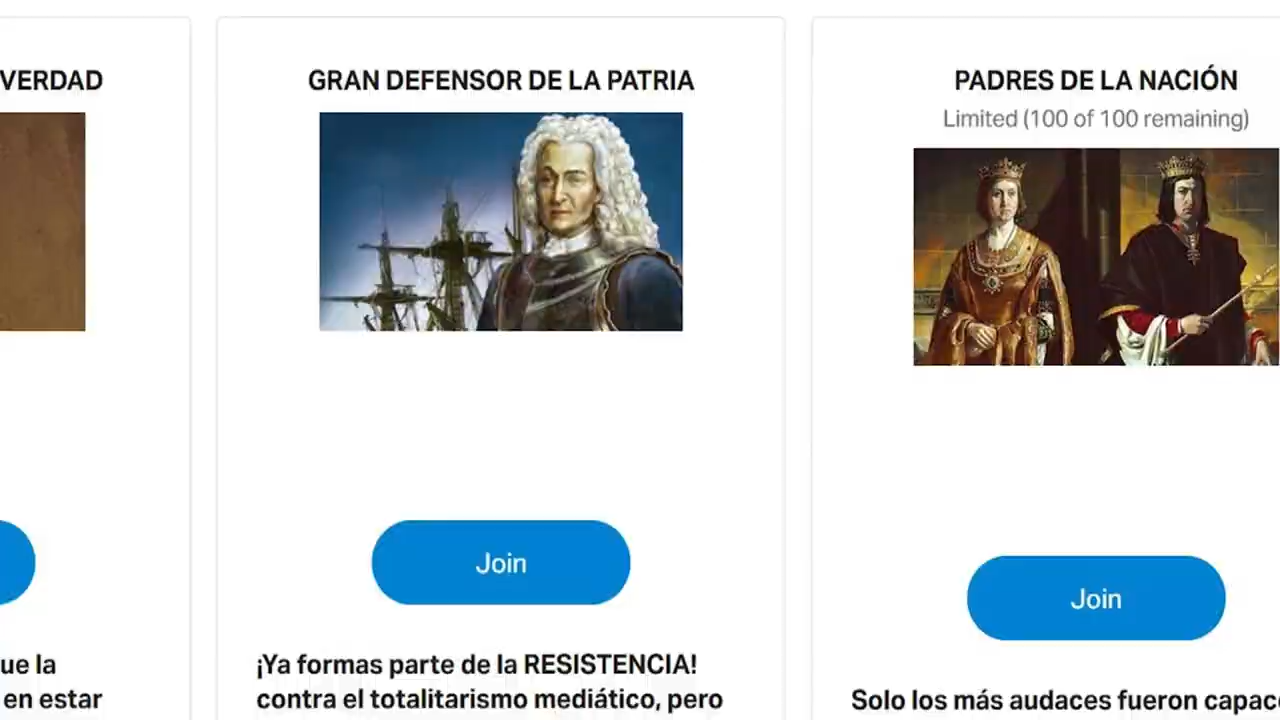 VERDAD
ue la
en estar
GRAN DEFENSOR DE LA PATRIA
Join
¡Ya formas parte de la RESISTENCIA!
contra el totalitarismo mediático, pero
PADRES DE LA NACIÓN
Limited (100 of 100 remaining)
Join
Solo los más audaces fueron capac